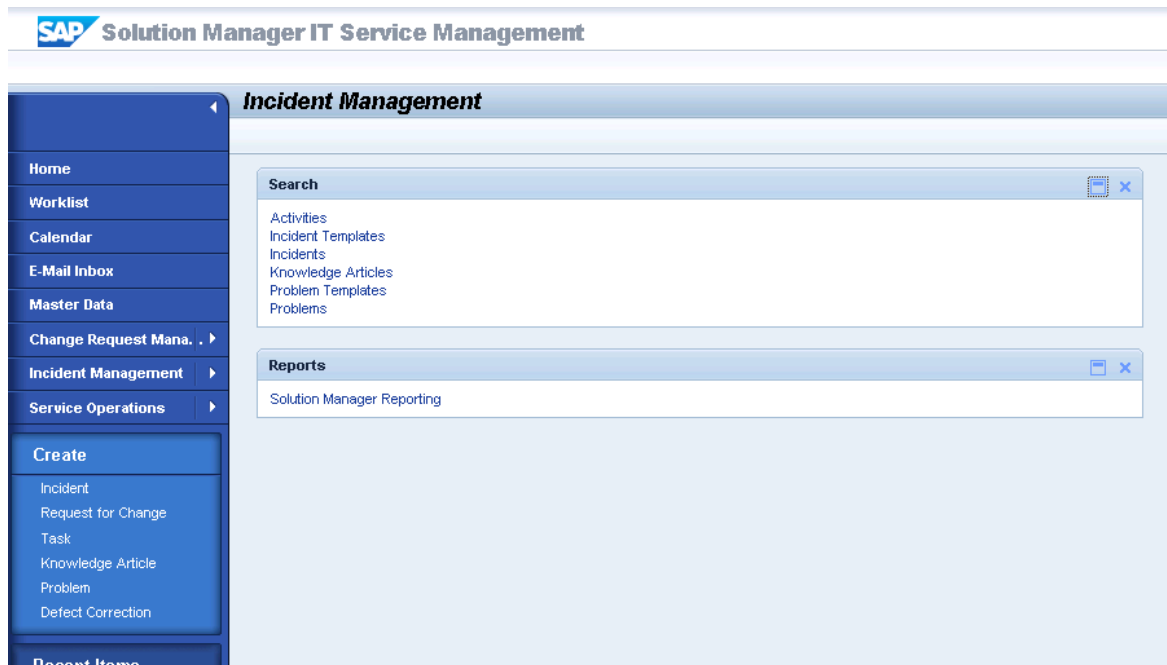 SAP Solution Manager IT Service Management
Incident Management
Home
Worklist
Calendar
E-Mail Inbox
Master Data
Change Request Mana. .
Incident Management
Service Operations
Create
Incident
Request for Change
Task
Knowledge Article
Problem
Defect Correction
Recent Items
Search
Activities
Incident Templates
Incidents
Knowledge Articles
Problem Templates
Problems
Reports
Solution Manager Reporting